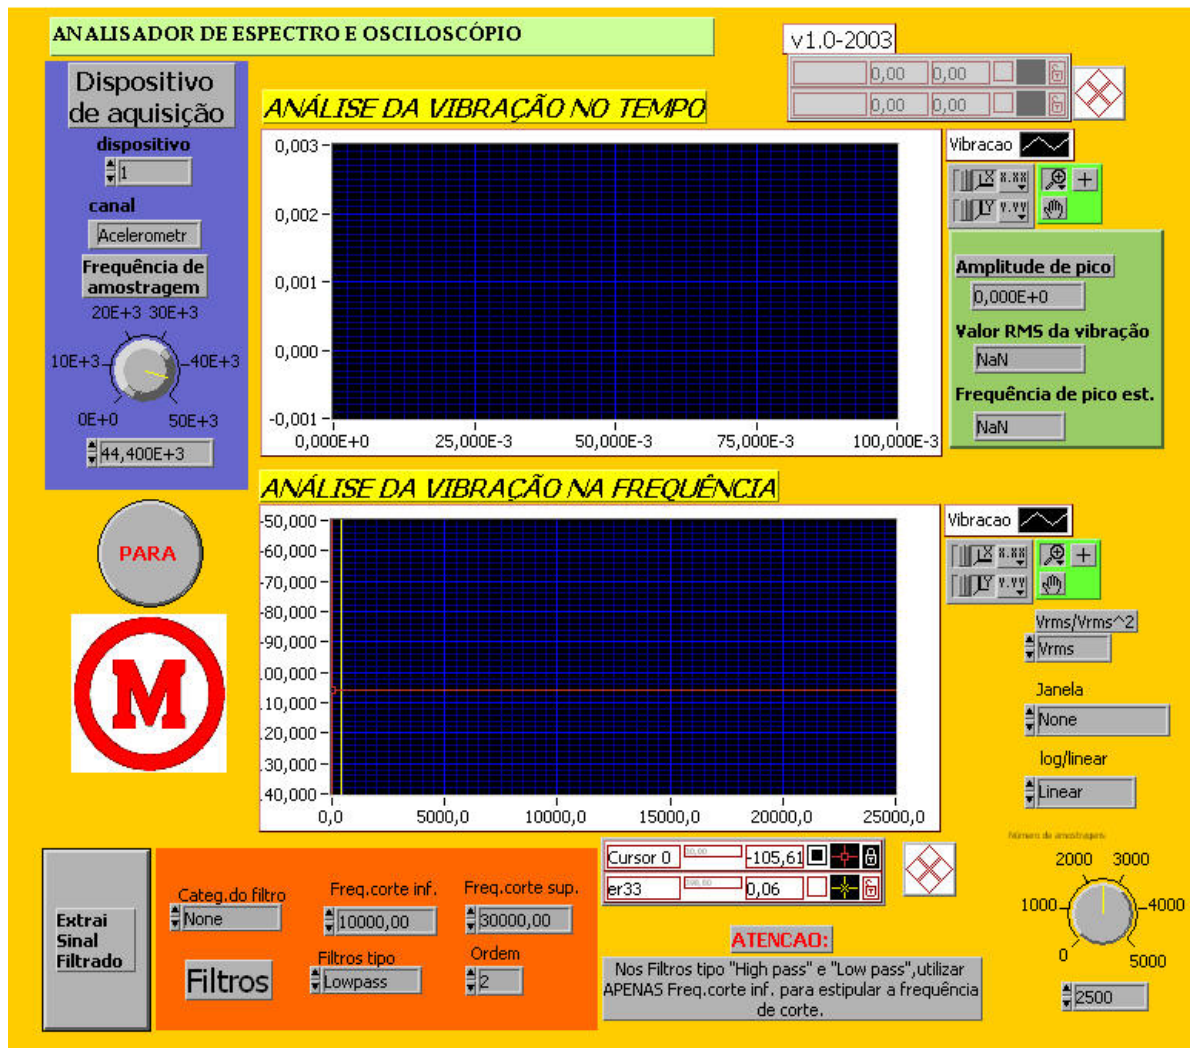 ANALISADOR DE ESPECTRO E OSCILOSCÓPIO
v1.0-2003
0,00 0,00
0,00 0,00
Dispositivo
de aquisição
dispositivo
1
canal
Acelerometr
Frequência de
amostragem
20E+3 30E+3
10E+3 40E+3
0E+0 50E+3
44,400E+3
PARA
M
ANÁLISE DA VIBRAÇÃO NO TEMPO
0,003
0,002
0,001
0,000
-0,001
0,000E+0 25,000E-3 50,000E-3 75,000E-3 100,000E-3
Vibracao
X X.XX
Y Y.YY
Amplitude de pico
0,000E+0
Valor RMS da vibração
NaN
Frequência de pico est.
NaN
ANÁLISE DA VIBRAÇÃO NA FREQUÊNCIA
-50,000
-60,000
-70,000
-80,000
-90,000
00,000
10,000
20,000
30,000
40,000
0,0 5000,0 10000,0 15000,0 20000,0 25000,0
Vibracao
X X.XX
Y Y.YY
Vrms/Vrms^2
Vrms
Janela
None
log/linear
Linear
Número de amostragens
2000 3000
1000 4000
0 5000
2500
Cursor 0 -105,61
er33 0,06
ATENCAO:
Nos Filtros tipo "High pass" e "Low pass",utilizar
APENAS Freq.corte inf. para estipular a frequência
de corte.
Extrai
Sinal
Filtrado
Categ.do filtro Freq.corte inf. Freq.corte sup.
None 10000,00 30000,00
Filtros Filtros tipo Ordem
Lowpass 2